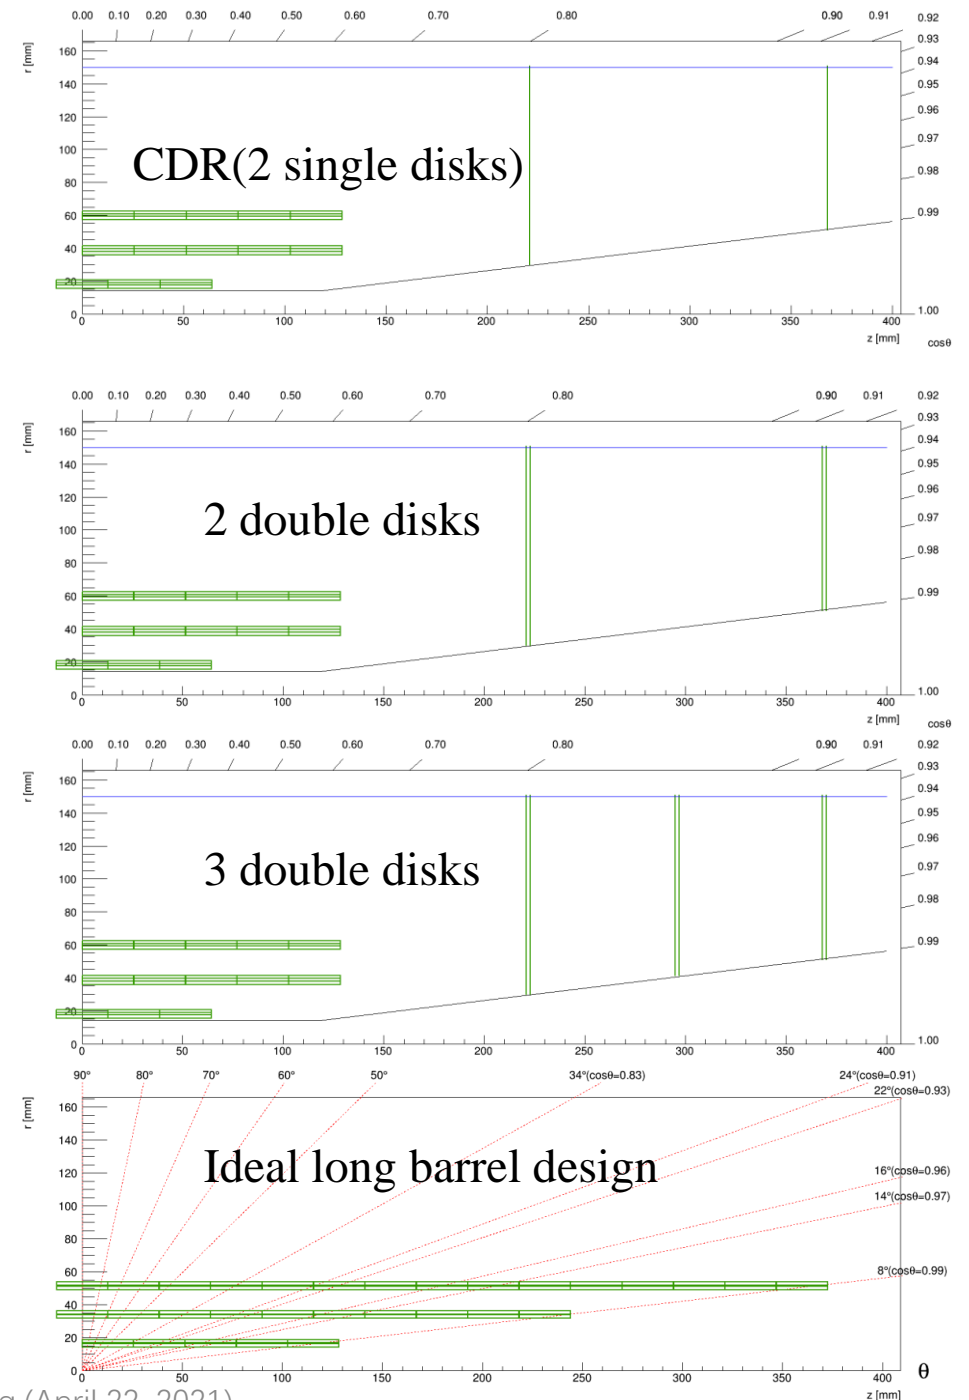 0.00 0.10 0.20 0.30 0.40 0.50 0.60 0.70 0.80 0.90 0.91 0.92
0.93
0.94
0.95
0.96
0.97
0.98
0.99
1.00
r [mm]
160
140
120
100
80
60
40
20
0
CDR(2 single disks)
0 50 100 150 200 250 300 350 400
z [mm]
cosθ
0.00 0.10 0.20 0.30 0.40 0.50 0.60 0.70 0.80 0.90 0.91 0.92
0.93
0.94
0.95
0.96
0.97
0.98
0.99
1.00
r [mm]
160
140
120
100
80
60
40
20
0
2 double disks
0 50 100 150 200 250 300 350 400
z [mm]
cosθ
0.00 0.10 0.20 0.30 0.40 0.50 0.60 0.70 0.80 0.90 0.91 0.92
0.93
0.94
0.95
0.96
0.97
0.98
0.99
1.00
r [mm]
160
140
120
100
80
60
40
20
0
3 double disks
0 50 100 150 200 250 300 350 400
90° 80° 70° 60° 50° 34°(cosθ=0.83) 24°(cosθ=0.91)
22°(cosθ=0.93)
16°(cosθ=0.96)
14°(cosθ=0.97)
8°(cosθ=0.99)
r [mm]
160
140
120
100
80
60
40
20
0
Ideal long barrel design
0 50 100 150 200 250 300 350 400
θ
z [mm]
(April 22, 2021)